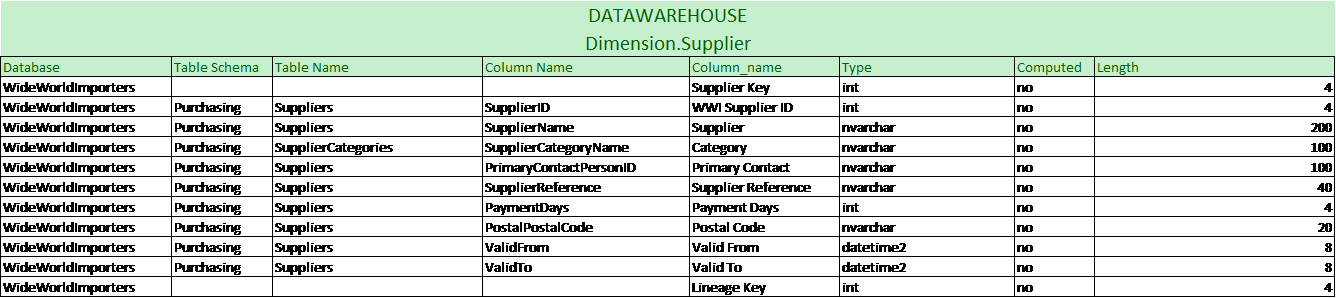 DATAWAREHOUSE
Dimension.Supplier
Database Table Schema Table Name Column Name Column_name Type Computed Length
WideWorldImporters Supplier Key int no 4
WideWorldImporters Purchasing Suppliers SupplierID WWI Supplier ID int no 4
WideWorldImporters Purchasing Suppliers SupplierName Supplier nvarchar no 200
WideWorldImporters Purchasing SupplierCategories SupplierCategoryName Category nvarchar no 100
WideWorldImporters Purchasing Suppliers PrimaryContactPersonID Primary Contact nvarchar no 100
WideWorldImporters Purchasing Suppliers SupplierReference Supplier Reference nvarchar no 40
WideWorldImporters Purchasing Suppliers PaymentDays Payment Days int no 4
WideWorldImporters Purchasing Suppliers PostalPostalCode Postal Code nvarchar no 20
WideWorldImporters Purchasing Suppliers ValidFrom Valid From datetime2 no 8
WideWorldImporters Purchasing Suppliers ValidTo Valid To datetime2 no 8
WideWorldImporters Lineage Key int no 4